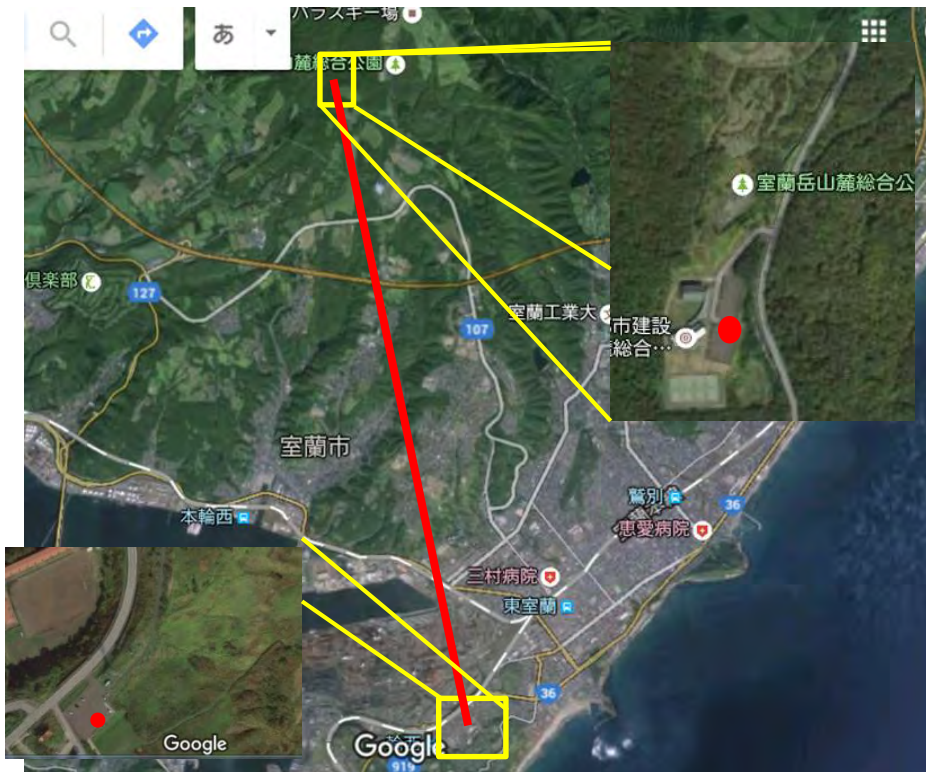 あ
ハラスキー場
山麓総合公園
室蘭岳山麓総合公
倶楽部
127
107
室蘭工業大
市建設
総合…
室蘭市
鷲別
36
本輪西
恵愛病院
三村病院
東室蘭
36
Google
Google
919